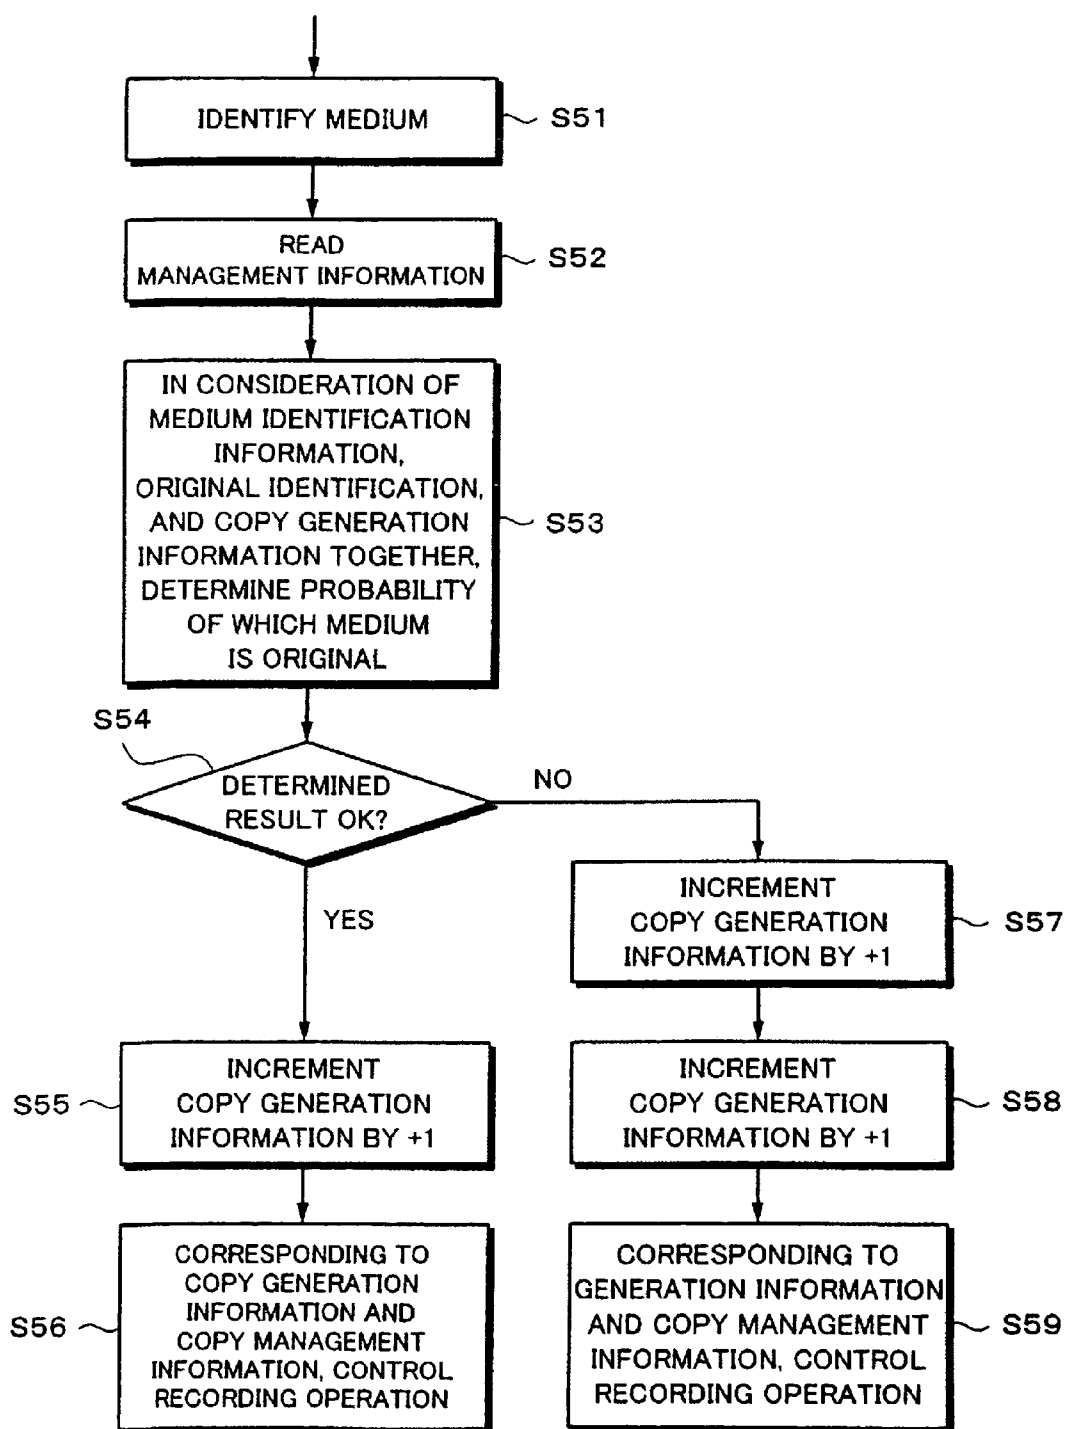 IDENTIFY MEDIUM
S51
READ
MANAGEMENT INFORMATION
S52
IN CONSIDERATION OF
MEDIUM IDENTIFICATION
INFORMATION,
ORIGINAL IDENTIFICATION,
AND COPY GENERATION
INFORMATION TOGETHER,
DETERMINE PROBABILITY
OF WHICH MEDIUM
IS ORIGINAL
S53
S54
DETERMINED
RESULT OK?
NO
YES
INCREMENT
COPY GENERATION
INFORMATION BY +1
S57
INCREMENT
COPY GENERATION
INFORMATION BY +1
S55
INCREMENT
COPY GENERATION
INFORMATION BY +1
S58
CORRESPONDING TO
COPY GENERATION
INFORMATION AND
COPY MANAGEMENT
INFORMATION, CONTROL
RECORDING OPERATION
S56
CORRESPONDING TO
GENERATION INFORMATION
AND COPY MANAGEMENT
INFORMATION, CONTROL
RECORDING OPERATION
S59